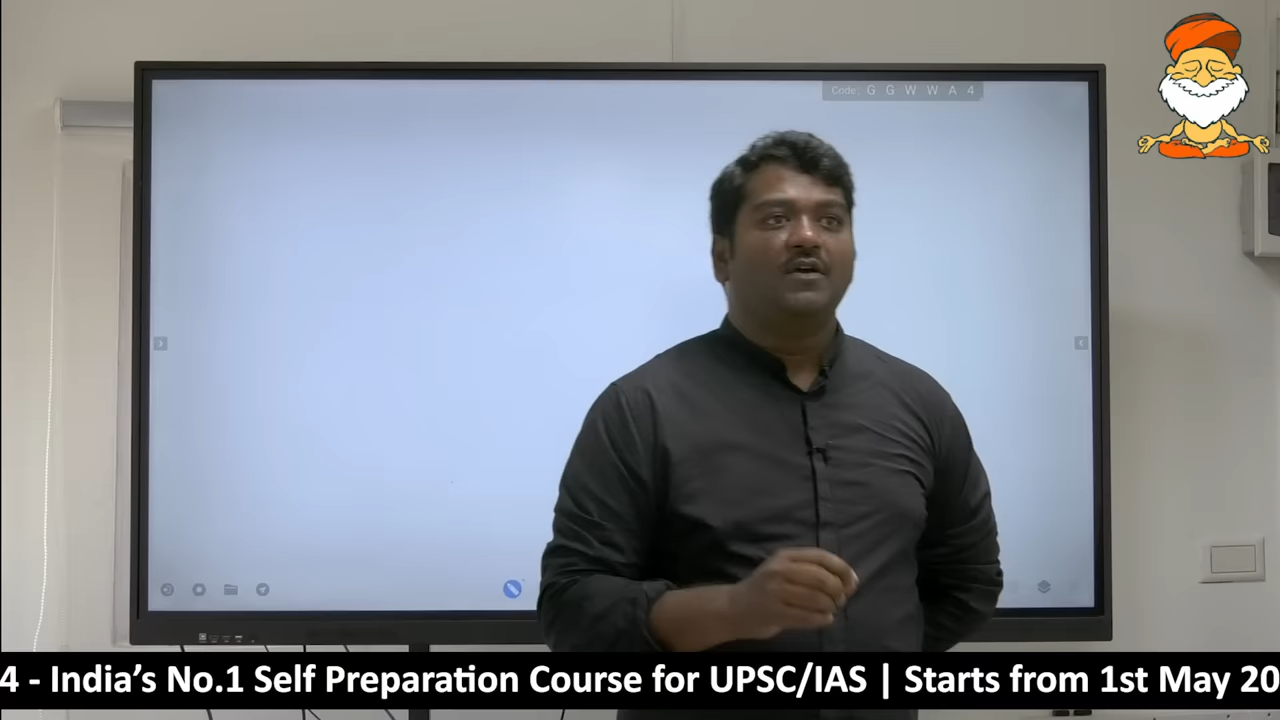 Code: G G W W A 4
4 - India's No.1 Self Preparation Course for UPSC/IAS | Starts from 1st May 20